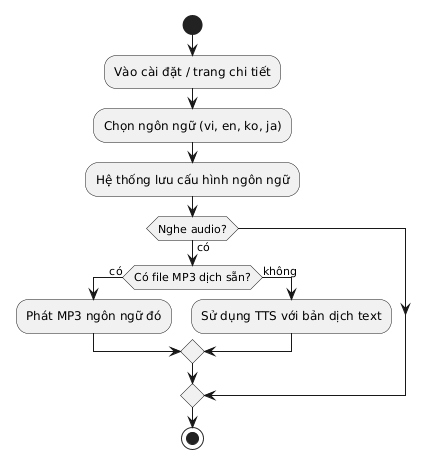 Vào cài đặt / trang chi tiết
Chọn ngôn ngữ (vi, en, ko, ja)
Hệ thống lưu cấu hình ngôn ngữ
Nghe audio?
có
có
Có file MP3 dịch sẵn?
không
Phát MP3 ngôn ngữ đó
Sử dụng TTS với bản dịch text